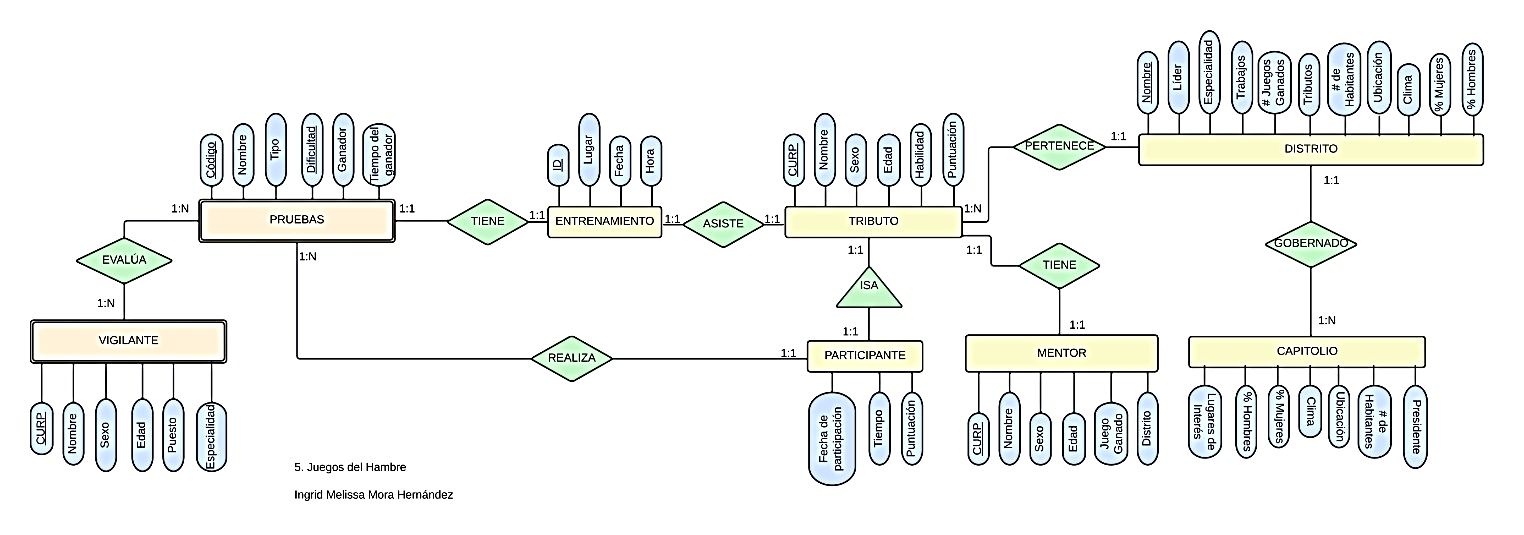 Nombre
Líder
Especialidad
Trabajos
# Juegos
Ganados
Tributos
# de
Habitantes
Ubicación
Clima
% Mujeres
% Hombres
Código
Nombre
Tipo
Dificultad
Ganador
Tiempo del
ganador
ID
Lugar
Fecha
Hora
CURP
Nombre
Sexo
Edad
Habilidad
Puntuación
PERTENECE
1:1
DISTRITO
1:N
PRUEBAS
1:1
TIENE
1:1
ENTRENAMIENTO
1:1
ASISTE
1:1
TRIBUTO
1:N
1:1
EVALÚA
1:N
1:1
ISA
1:1
TIENE
1:1
GOBERNADO
1:N
VIGILANTE
1:N
REALIZA
1:1
PARTICIPANTE
1:1
MENTOR
1:N
CAPITOLIO
CURP
Nombre
Sexo
Edad
Puesto
Especialidad
Fecha de
participación
Tiempo
Puntuación
CURP
Nombre
Sexo
Edad
Juego
Ganado
Distrito
Lugares de
Interés
% Hombres
% Mujeres
Clima
Ubicación
# de
Habitantes
Presidente
5. Juegos del Hambre
Ingrid Melissa Mora Hernández